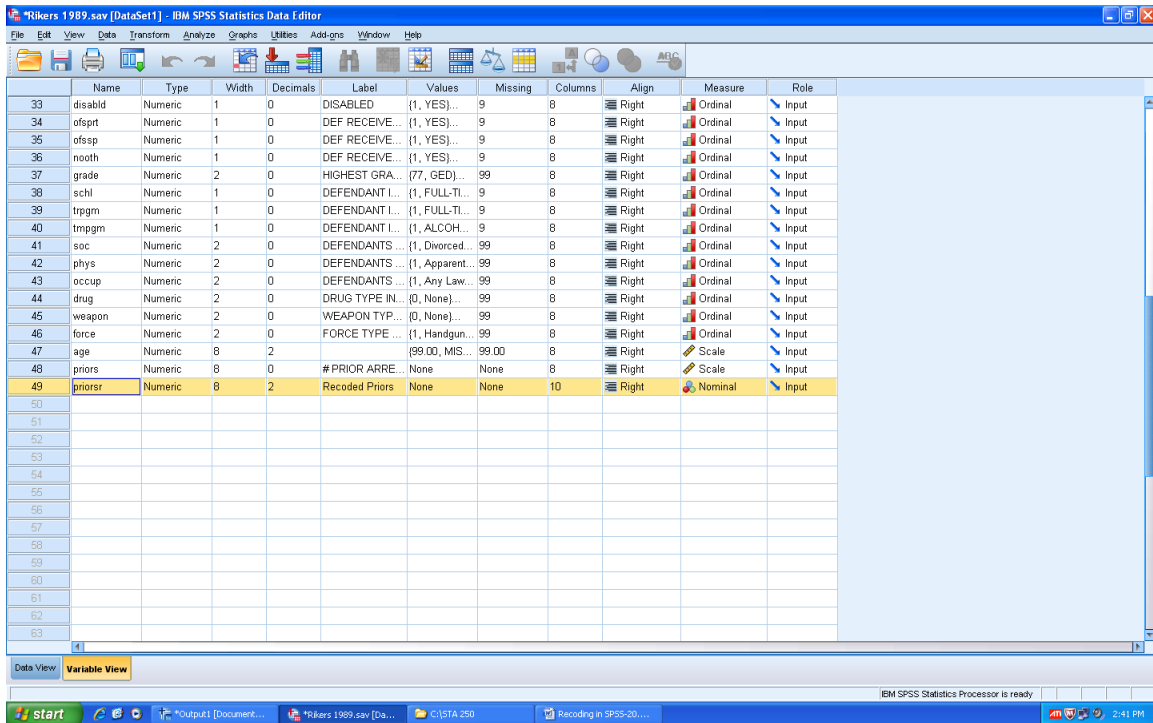 *Rikers 1989.sav [DataSet1] - IBM SPSS Statistics Data Editor
File Edit View Data Transform Analyze Graphs Utilities Add-ons Window Help
Name Type Width Decimals Label Values Missing Columns Align Measure Role
33 disabld Numeric 1 0 DISABLED {1, YES}... 9 8 Right Ordinal Input
34 ofsprt Numeric 1 0 DEF RECEIVE... {1, YES}... 9 8 Right Ordinal Input
35 ofssp Numeric 1 0 DEF RECEIVE... {1, YES}... 9 8 Right Ordinal Input
36 nooth Numeric 1 0 DEF RECEIVE... {1, YES}... 9 8 Right Ordinal Input
37 grade Numeric 2 0 HIGHEST GRA... {77, GED}... 99 8 Right Ordinal Input
38 schl Numeric 1 0 DEFENDANT I... {1, FULL-TI... 9 8 Right Ordinal Input
39 trpgm Numeric 1 0 DEFENDANT I... {1, FULL-TI... 9 8 Right Ordinal Input
40 tmpgm Numeric 1 0 DEFENDANT I... {1, ALCOH... 9 8 Right Ordinal Input
41 soc Numeric 2 0 DEFENDANTS ... {1, Divorced... 99 8 Right Ordinal Input
42 phys Numeric 2 0 DEFENDANTS ... {1, Apparent... 99 8 Right Ordinal Input
43 occup Numeric 2 0 DEFENDANTS ... {1, Any Law... 99 8 Right Ordinal Input
44 drug Numeric 2 0 DRUG TYPE IN... {0, None}... 99 8 Right Ordinal Input
45 weapon Numeric 2 0 WEAPON TYP... {0, None}... 99 8 Right Ordinal Input
46 force Numeric 2 0 FORCE TYPE ... {1, Handgun... 99 8 Right Ordinal Input
47 age Numeric 8 2 {99.00, MIS... 99.00 8 Right Scale Input
48 priors Numeric 8 0 # PRIOR ARRE... None None 8 Right Scale Input
49 priorsr Numeric 8 2 Recoded Priors None None 10 Right Nominal Input
50
51
52
53
54
55
56
57
58
59
60
61
62
63
Data View Variable View
IBM SPSS Statistics Processor is ready
start *Output1 [Document... *Rikers 1989.sav [Da... C:\STA 250 Recoding in SPSS-20.... 2:41 PM